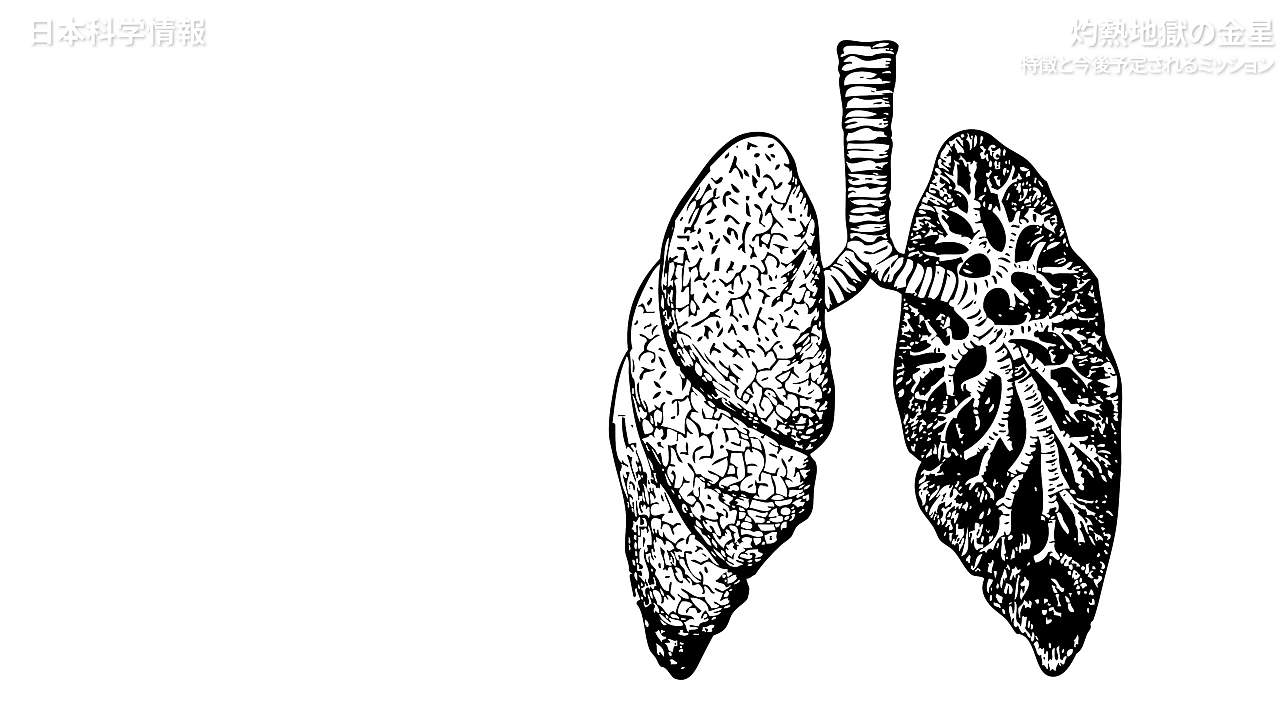 日本科学情報
灼熱地獄の金星
特徴と今後予定されるミッション